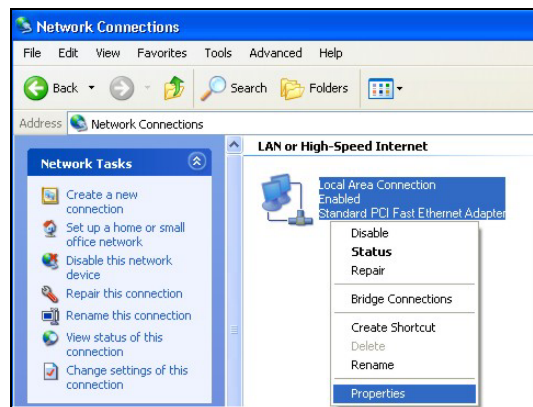 Network Connections
File Edit View Favorites Tools Advanced Help
Back Search Folders
Address Network Connections
Network Tasks
Create a new
connection
Set up a home or small
office network
Disable this network
device
Repair this connection
Rename this connection
View status of this
connection
Change settings of this
connection
LAN or High-Speed Internet
Local Area Connection
Enabled
Standard PCI Fast Ethernet Adapter
Disable
Status
Repair
Bridge Connections
Create Shortcut
Delete
Rename
Properties